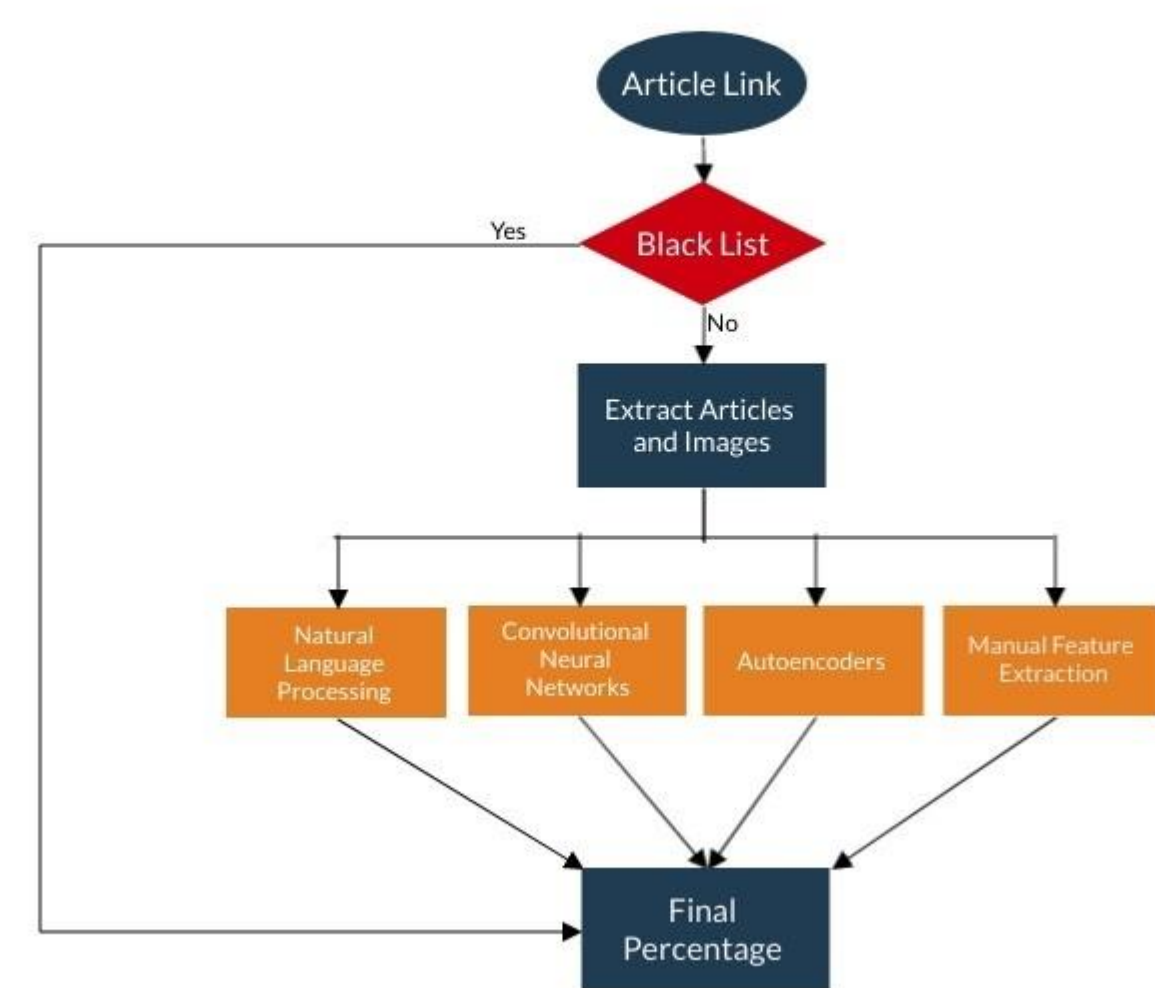 Article Link
Yes
Black List
No
Extract Articles
and Images
Natural
Language
Processing
Convolutional
Neural
Networks
Autoencoders
Manual Feature
Extraction
Final
Percentage